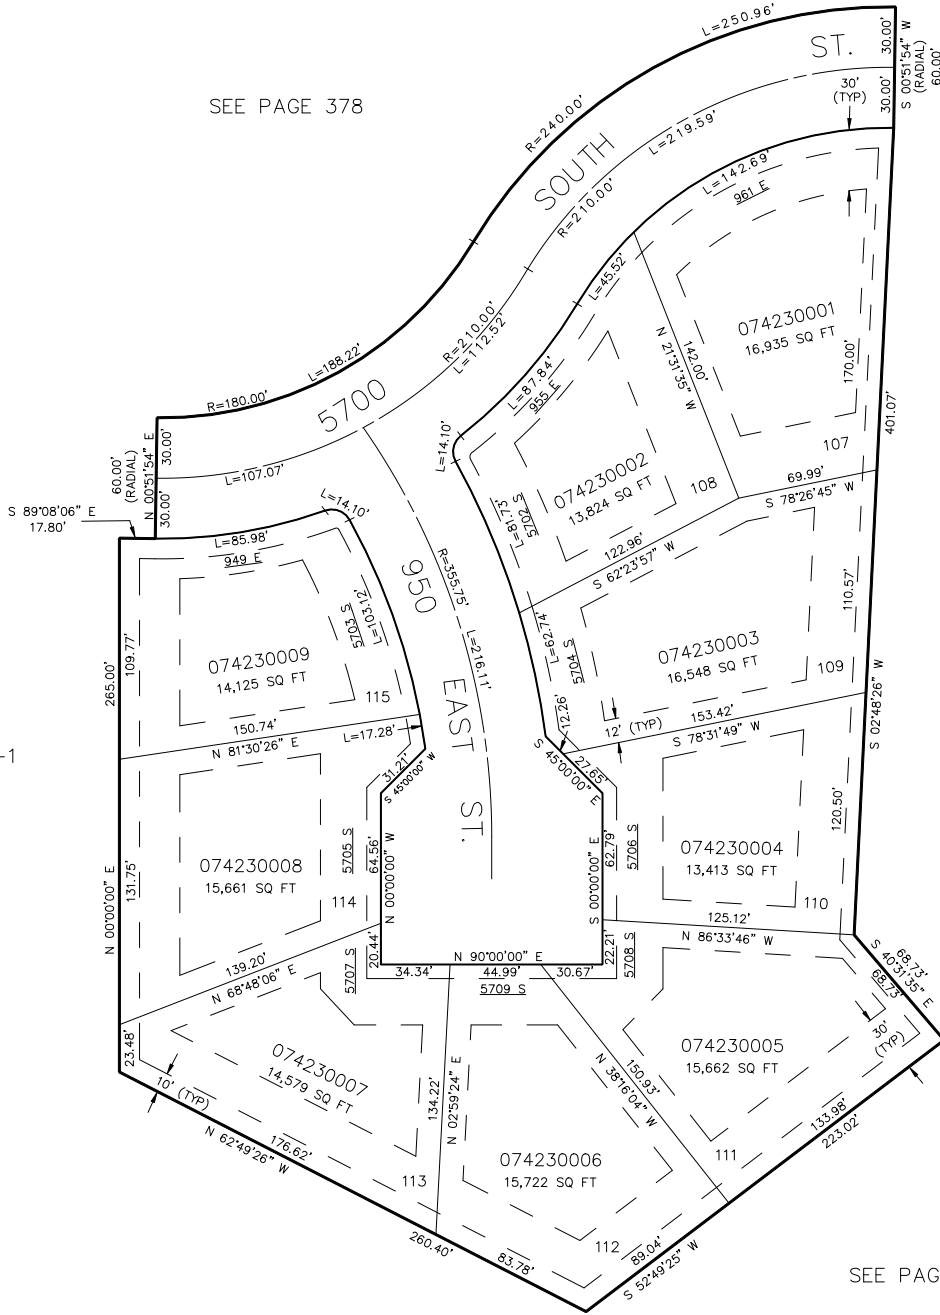 SEE PAGE 378
L=250.96'
ST.
30.00'
30.00'
S 00°51'54" W
(RADIAL)
60.00'
30'
(TYP)
R=240.00'
L=219.59'
SOUTH
R=210.00'
L=142.69'
961 E
L=45.52'
074230001
16,935 SQ FT
170.00'
107
401.07'
N 21°31'35" W
142.00'
R=210.00'
L=112.52'
L=188.22'
R=180.00'
5700
L=87.84'
955 E
60.00'
(RADIAL)
N 00°51'54" E
30.00'
30.00'
L=107.07'
L=14.10'
074230002
13,824 SQ FT
108
69.99'
S 78°26'45" W
S 89°08'06" E
17.80'
L=14.10'
L=85.98'
949 E
L=81.73'
5702 S
122.96'
S 62°23'57" W
R=355.75'
950
L=216.11'
EAST
ST.
110.57'
5703 S
L=103.12'
109.77'
265.00'
074230009
14,125 SQ FT
115
L=62.74'
5704 S
074230003
16,548 SQ FT
109
S 02°48'26" W
150.74'
N 81°30'26" E
L=17.28'
12.26'
12' (TYP)
153.42'
S 78°31'49" W
-1
31.21'
S 45°00'00" W
S 45°00'00" E
27.65'
120.50'
5705 S
64.56'
N 00°00'00" W
S 00°00'00" E
62.79'
5706 S
074230004
13,413 SQ FT
110
074230008
15,661 SQ FT
114
N 00°00'00" E
131.75'
125.12'
N 86°33'46" W
139.20'
N 68°48'06" E
20.44'
5707 S
N 90°00'00" E
34.34'
44.99'
30.67'
5709 S
22.21'
5708 S
S 40°31'35" E
68.73'
68.73'
30'
(TYP)
23.48'
10' (TYP)
074230007
14,579 SQ FT
134.22'
N 02°59'24" E
N 38°16'04" W
150.93'
074230005
15,662 SQ FT
133.98'
223.02'
111
N 62°49'26" W
176.62'
113
074230006
15,722 SQ FT
112
260.40'
83.78'
89.04'
S 52°49'25" W
SEE PAG